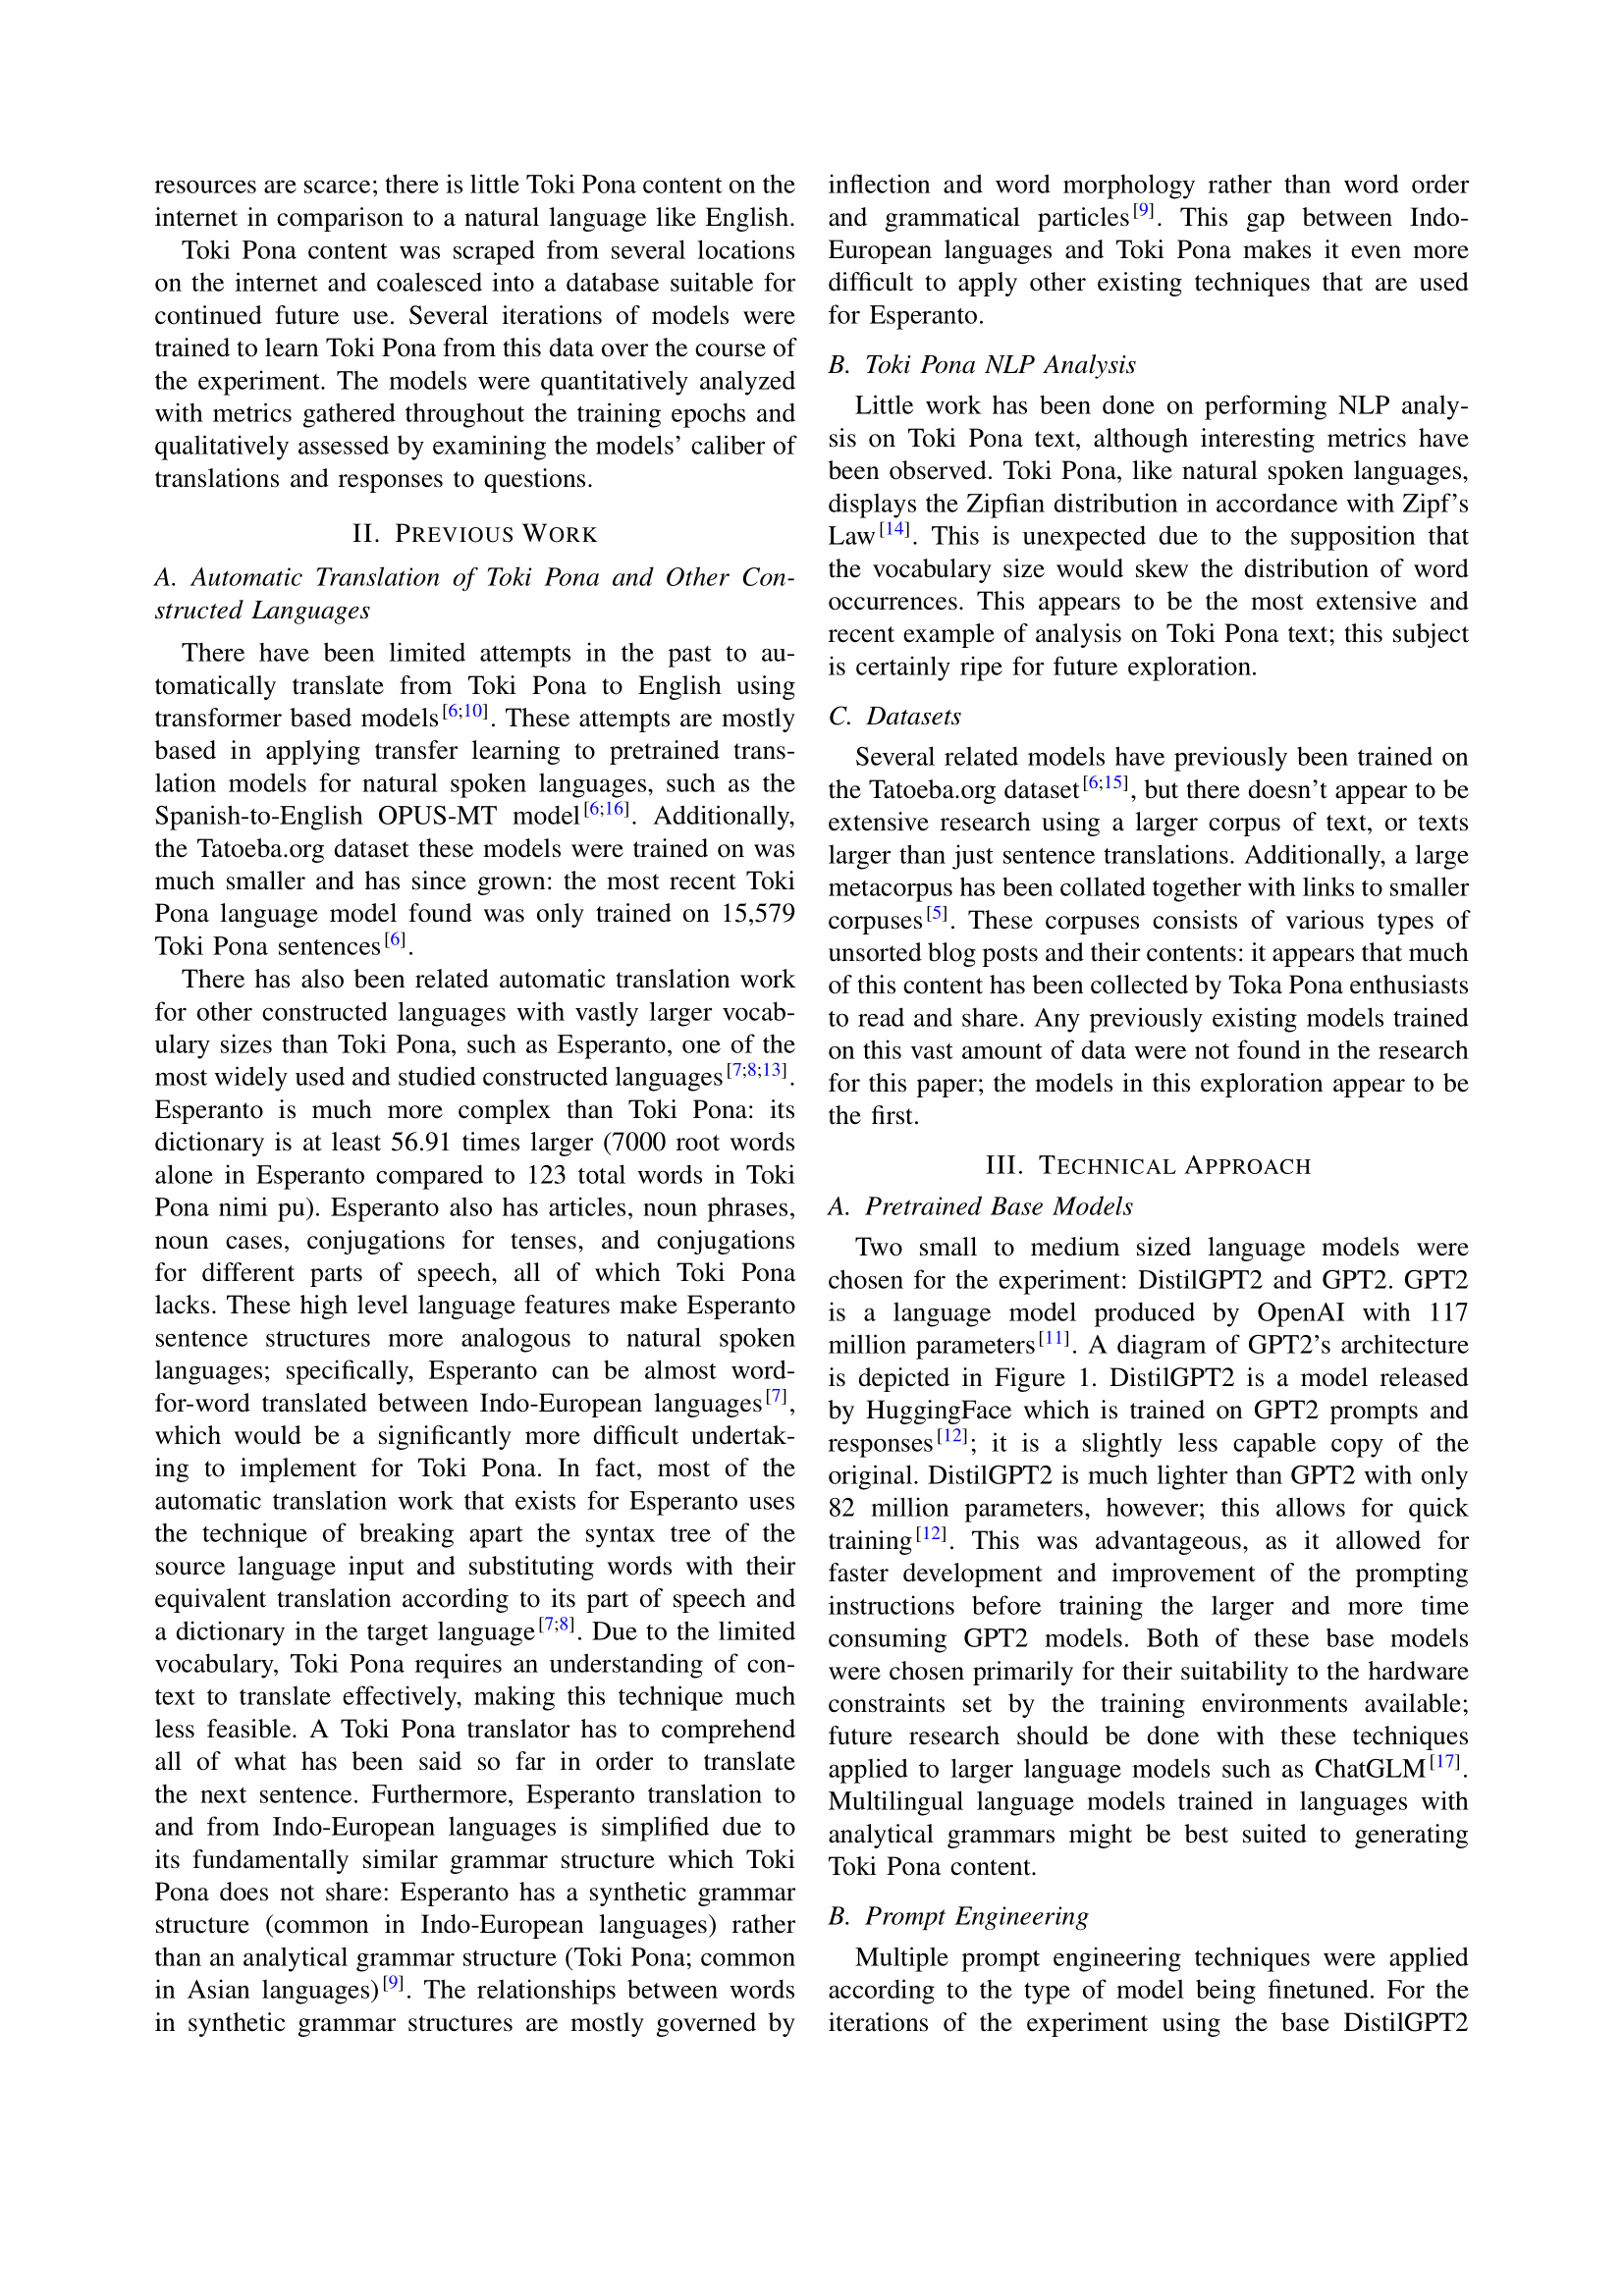 resources are scarce; there is little Toki Pona content on the
internet in comparison to a natural language like English.
Toki Pona content was scraped from several locations
on the internet and coalesced into a database suitable for
continued future use. Several iterations of models were
trained to learn Toki Pona from this data over the course of
the experiment. The models were quantitatively analyzed
with metrics gathered throughout the training epochs and
qualitatively assessed by examining the models' caliber of
translations and responses to questions.
II. PREVIOUS WORK
A. Automatic Translation of Toki Pona and Other Con-
structed Languages
There have been limited attempts in the past to au-
tomatically translate from Toki Pona to English using
transformer based models[6;10]. These attempts are mostly
based in applying transfer learning to pretrained trans-
lation models for natural spoken languages, such as the
Spanish-to-English OPUS-MT model[6;16]. Additionally,
the Tatoeba.org dataset these models were trained on was
much smaller and has since grown: the most recent Toki
Pona language model found was only trained on 15,579
Toki Pona sentences[6].
There has also been related automatic translation work
for other constructed languages with vastly larger vocab-
ulary sizes than Toki Pona, such as Esperanto, one of the
most widely used and studied constructed languages[7;8;13].
Esperanto is much more complex than Toki Pona: its
dictionary is at least 56.91 times larger (7000 root words
alone in Esperanto compared to 123 total words in Toki
Pona nimi pu). Esperanto also has articles, noun phrases,
noun cases, conjugations for tenses, and conjugations
for different parts of speech, all of which Toki Pona
lacks. These high level language features make Esperanto
sentence structures more analogous to natural spoken
languages; specifically, Esperanto can be almost word-
for-word translated between Indo-European languages[7],
which would be a significantly more difficult undertak-
ing to implement for Toki Pona. In fact, most of the
automatic translation work that exists for Esperanto uses
the technique of breaking apart the syntax tree of the
source language input and substituting words with their
equivalent translation according to its part of speech and
a dictionary in the target language[7;8]. Due to the limited
vocabulary, Toki Pona requires an understanding of con-
text to translate effectively, making this technique much
less feasible. A Toki Pona translator has to comprehend
all of what has been said so far in order to translate
the next sentence. Furthermore, Esperanto translation to
and from Indo-European languages is simplified due to
its fundamentally similar grammar structure which Toki
Pona does not share: Esperanto has a synthetic grammar
structure (common in Indo-European languages) rather
than an analytical grammar structure (Toki Pona; common
in Asian languages)[9]. The relationships between words
in synthetic grammar structures are mostly governed by
inflection and word morphology rather than word order
and grammatical particles[9]. This gap between Indo-
European languages and Toki Pona makes it even more
difficult to apply other existing techniques that are used
for Esperanto.
B. Toki Pona NLP Analysis
Little work has been done on performing NLP analy-
sis on Toki Pona text, although interesting metrics have
been observed. Toki Pona, like natural spoken languages,
displays the Zipfian distribution in accordance with Zipf's
Law[14]. This is unexpected due to the supposition that
the vocabulary size would skew the distribution of word
occurrences. This appears to be the most extensive and
recent example of analysis on Toki Pona text; this subject
is certainly ripe for future exploration.
C. Datasets
Several related models have previously been trained on
the Tatoeba.org dataset[6;15], but there doesn't appear to be
extensive research using a larger corpus of text, or texts
larger than just sentence translations. Additionally, a large
metacorpus has been collated together with links to smaller
corpuses[5]. These corpuses consists of various types of
unsorted blog posts and their contents: it appears that much
of this content has been collected by Toka Pona enthusiasts
to read and share. Any previously existing models trained
on this vast amount of data were not found in the research
for this paper; the models in this exploration appear to be
the first.
III. TECHNICAL APPROACH
A. Pretrained Base Models
Two small to medium sized language models were
chosen for the experiment: DistilGPT2 and GPT2. GPT2
is a language model produced by OpenAI with 117
million parameters[11]. A diagram of GPT2's architecture
is depicted in Figure 1. DistilGPT2 is a model released
by HuggingFace which is trained on GPT2 prompts and
responses[12]; it is a slightly less capable copy of the
original. DistilGPT2 is much lighter than GPT2 with only
82 million parameters, however; this allows for quick
training[12]. This was advantageous, as it allowed for
faster development and improvement of the prompting
instructions before training the larger and more time
consuming GPT2 models. Both of these base models
were chosen primarily for their suitability to the hardware
constraints set by the training environments available;
future research should be done with these techniques
applied to larger language models such as ChatGLM[17].
Multilingual language models trained in languages with
analytical grammars might be best suited to generating
Toki Pona content.
B. Prompt Engineering
Multiple prompt engineering techniques were applied
according to the type of model being finetuned. For the
iterations of the experiment using the base DistilGPT2